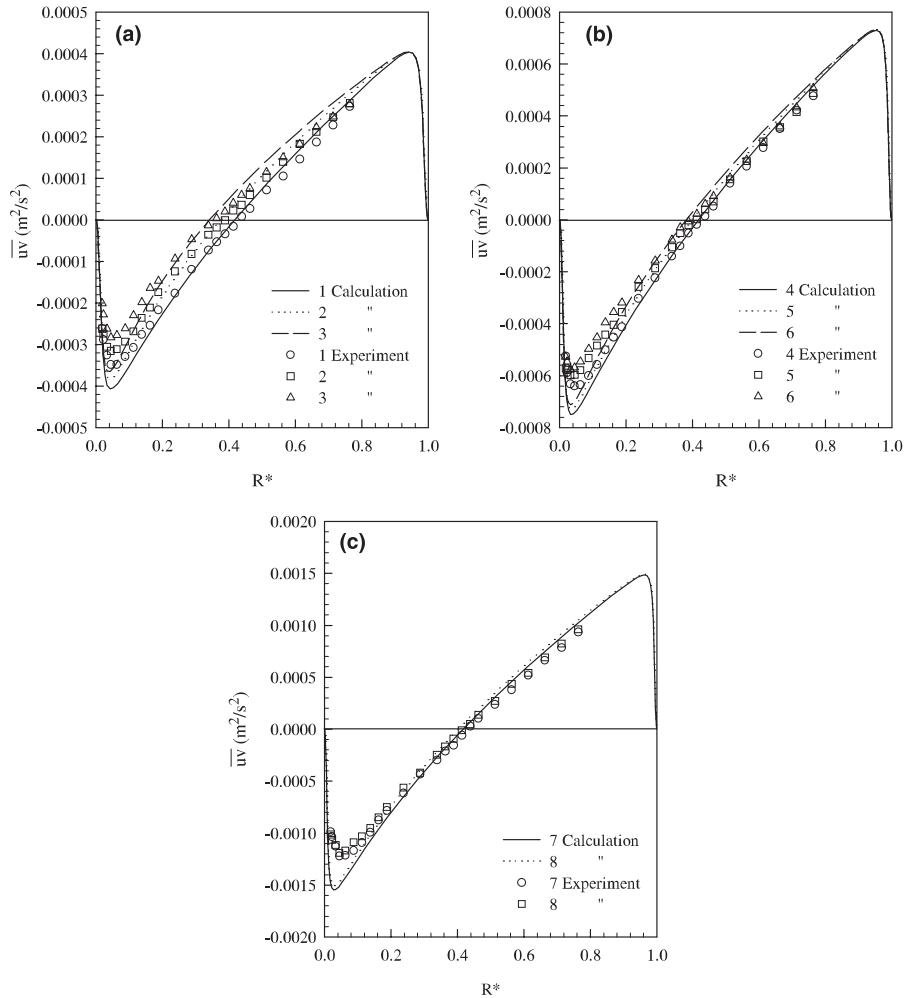 (a)
0.0005
0.0004
0.0003
0.0002
0.0001
0.0000
-0.0001
-0.0002
-0.0003
-0.0004
-0.0005
uv (m²/s²)
1 Calculation
2 "
3 "
1 Experiment
2 "
3 "
0.0 0.2 0.4 0.6 0.8 1.0
R*
(b)
0.0008
0.0006
0.0004
0.0002
0.0000
-0.0002
-0.0004
-0.0006
-0.0008
uv (m²/s²)
4 Calculation
5 "
6 "
4 Experiment
5 "
6 "
0.0 0.2 0.4 0.6 0.8 1.0
R*
(c)
0.0020
0.0015
0.0010
0.0005
0.0000
-0.0005
-0.0010
-0.0015
-0.0020
uv (m²/s²)
7 Calculation
8 "
7 Experiment
8 "
0.0 0.2 0.4 0.6 0.8 1.0
R*